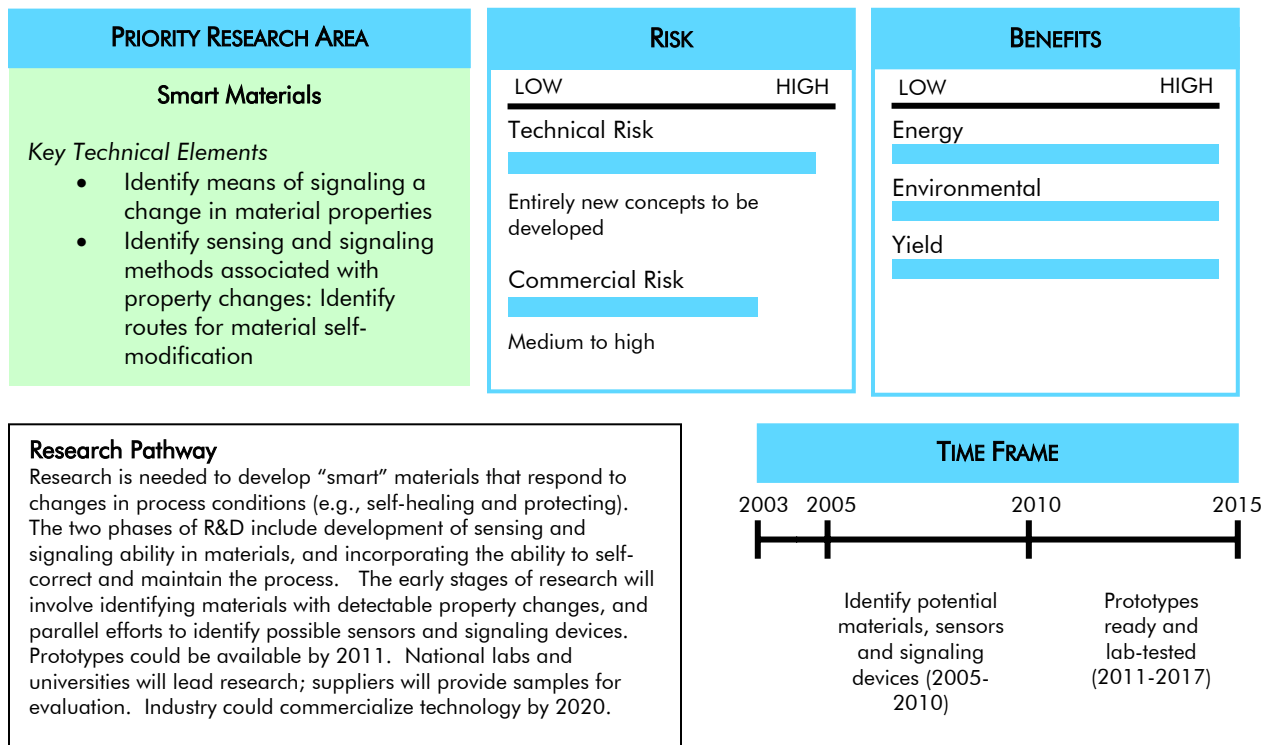 PRIORITY RESEARCH AREA
Smart Materials
Key Technical Elements
• Identify means of signaling a
change in material properties
• Identify sensing and signaling
methods associated with
property changes: Identify
routes for material self-
modification
RISK
LOW HIGH
Technical Risk
Entirely new concepts to be
developed
Commercial Risk
Medium to high
BENEFITS
LOW HIGH
Energy
Environmental
Yield
Research Pathway
Research is needed to develop “smart” materials that respond to
changes in process conditions (e.g., self-healing and protecting).
The two phases of R&D include development of sensing and
signaling ability in materials, and incorporating the ability to self-
correct and maintain the process.   The early stages of research will
involve identifying materials with detectable property changes, and
parallel efforts to identify possible sensors and signaling devices.
Prototypes could be available by 2011.  National labs and
universities will lead research; suppliers will provide samples for
evaluation.  Industry could commercialize technology by 2020.
TIME FRAME
2003 2005 2010 2015
Identify potential
materials, sensors
and signaling
devices (2005-
2010)
Prototypes
ready and
lab-tested
(2011-2017)